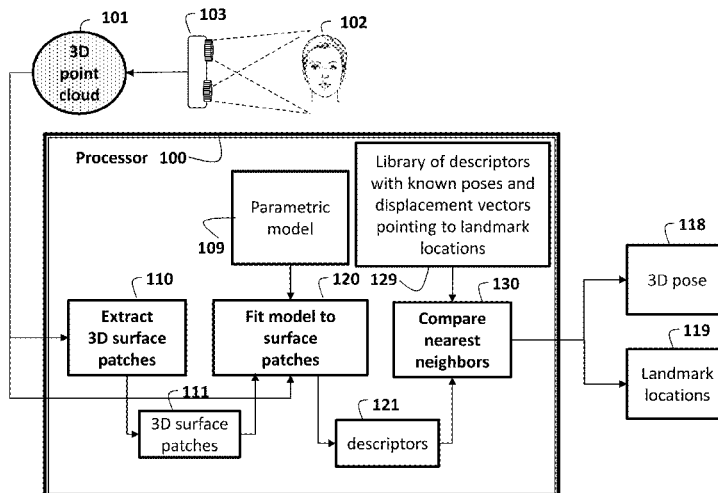 101
3D
point
cloud
103
102
Processor 100
Parametric
model
109
Library of descriptors
with known poses and
displacement vectors
pointing to landmark
locations
129
118
3D pose
110
Extract
3D surface
patches
120
Fit model to
surface
patches
130
Compare
nearest
neighbors
119
Landmark
locations
111
3D surface
patches
121
descriptors